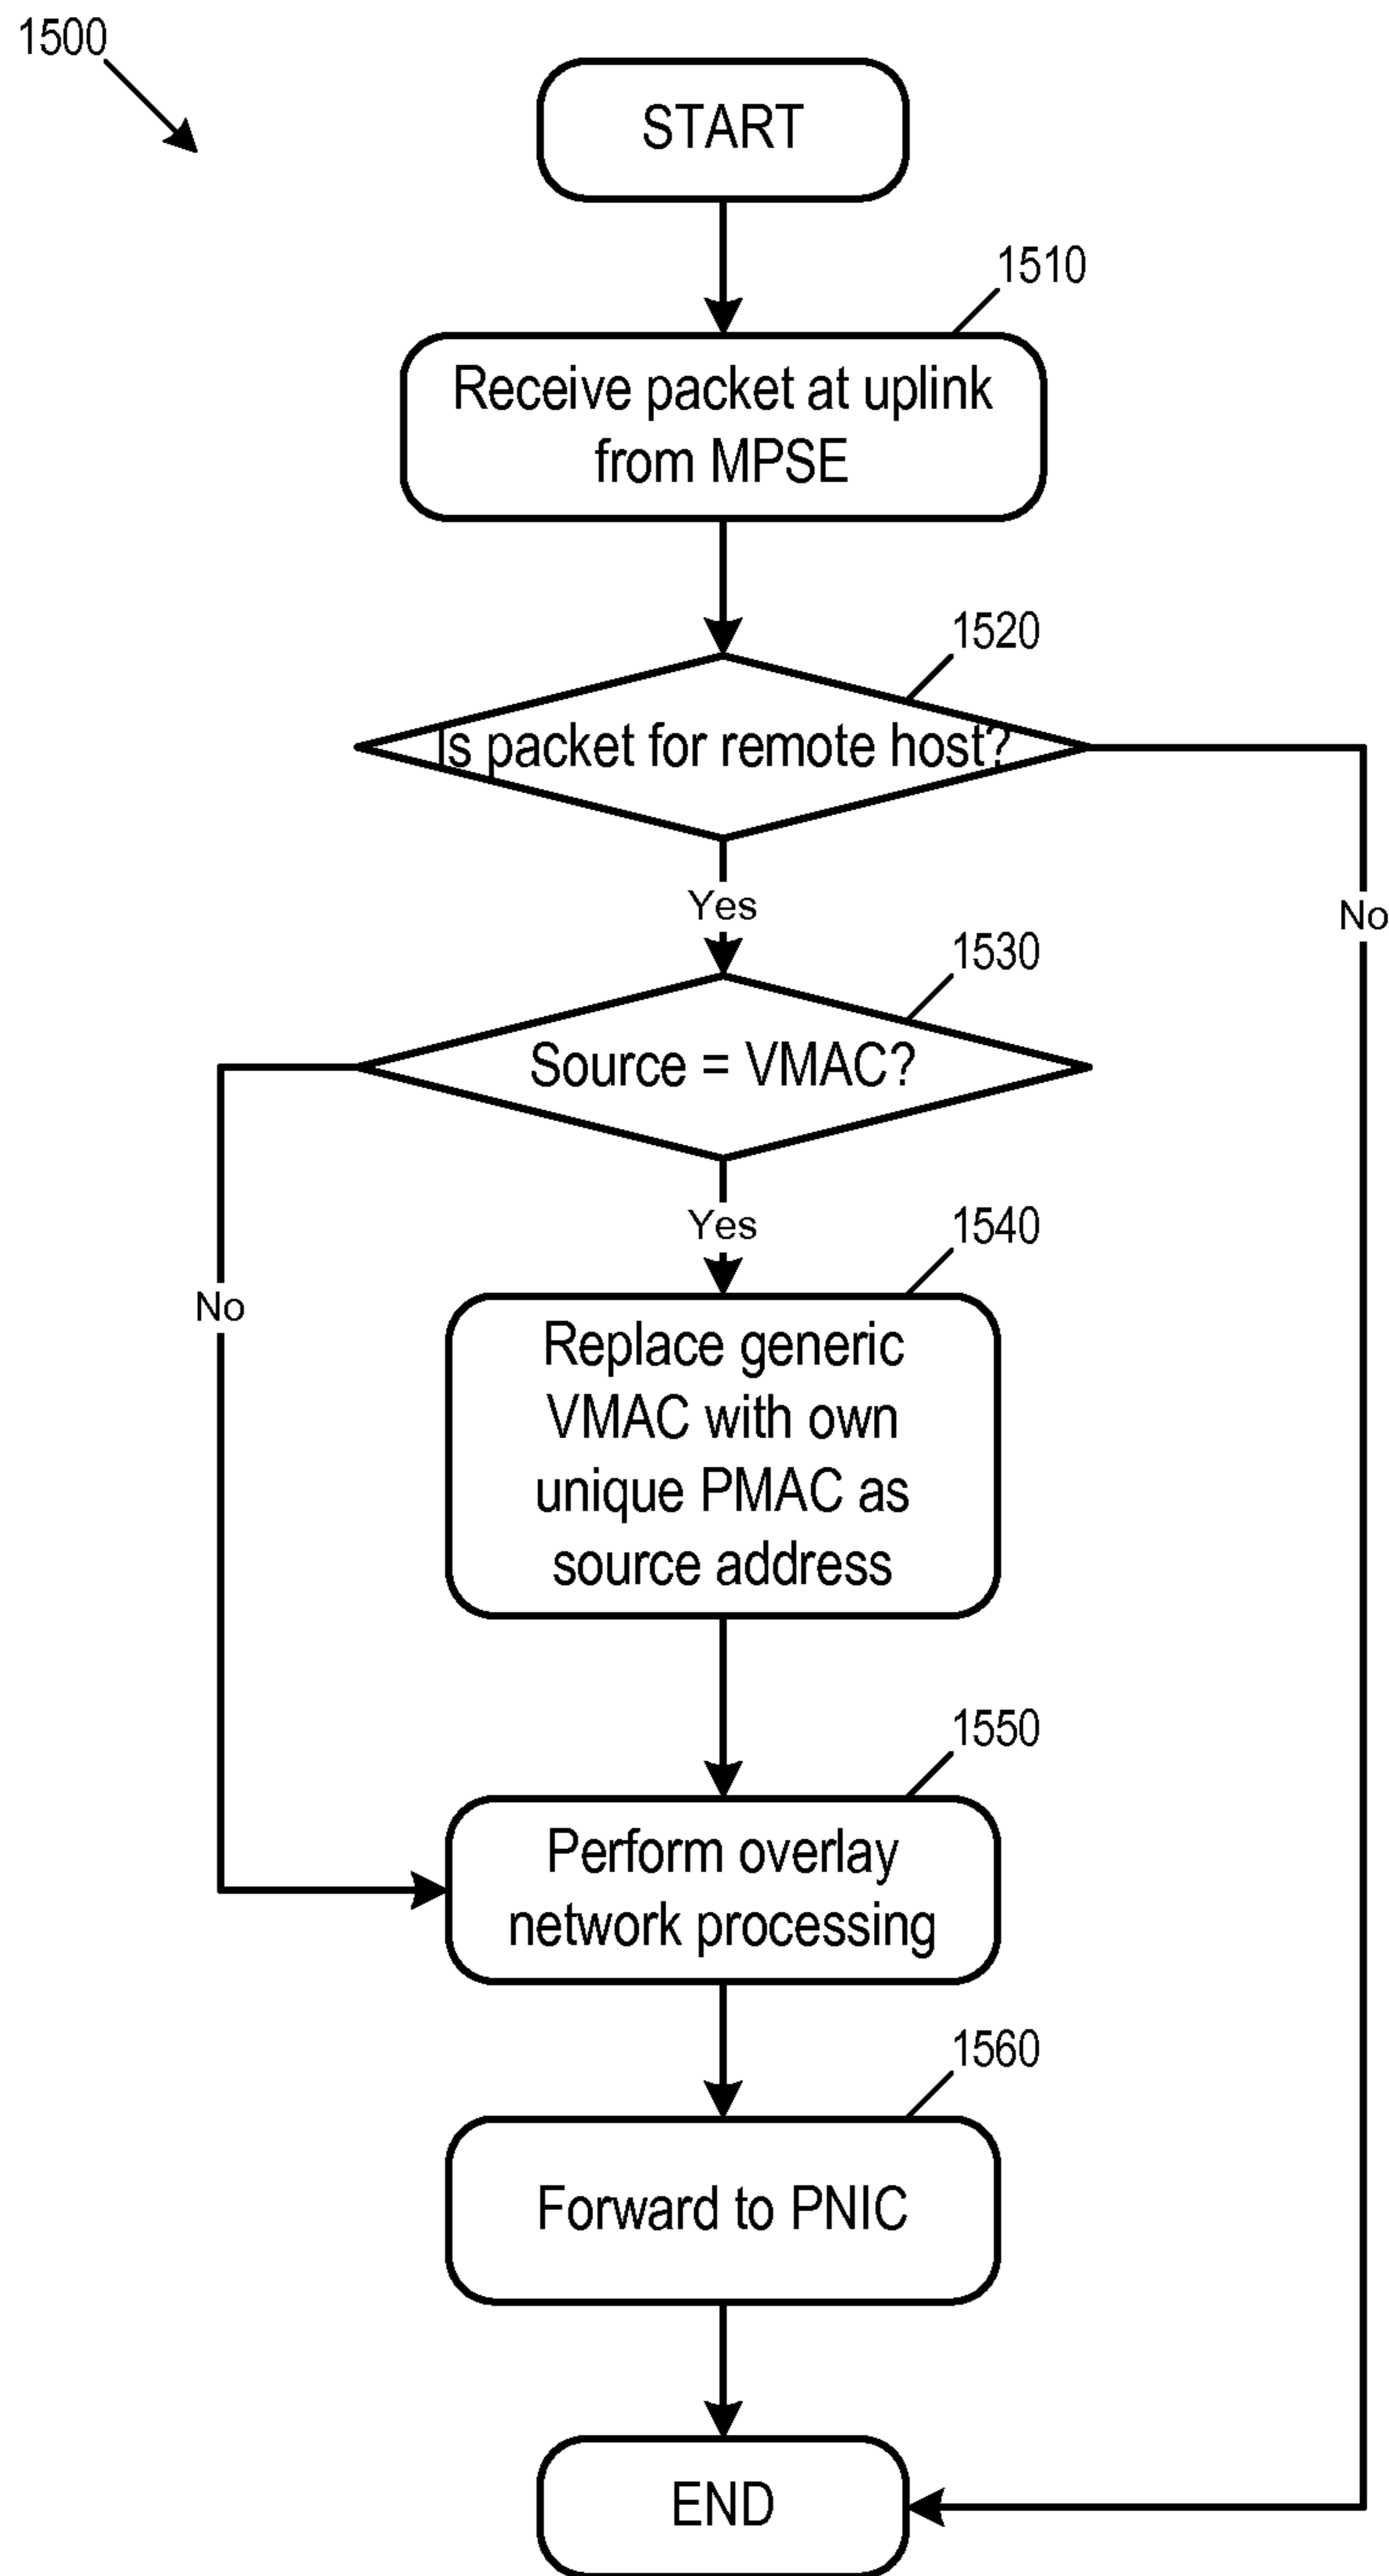 1500
START
1510
Receive packet at uplink
from MPSE
1520
Is packet for remote host?
Yes
No
1530
Source = VMAC?
Yes
1540
No
Replace generic
VMAC with own
unique PMAC as
source address
1550
Perform overlay
network processing
1560
Forward to PNIC
END